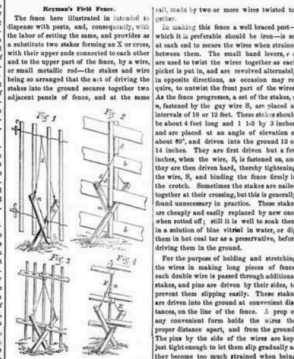 Heyman's Field Fence.
The fence here illustrated is intended to
dispense with posts, and, consequently, with
the labor of setting the same, and provides as
a substitute two stakes forming an X or cross,
with their upper ends connected to each other
and to the upper part of the fence, by a wire,
or small metallic rod—the stakes and wire
being so arranged that the act of driving the
stakes into the ground secures together two
adjacent panels of fence, and at the same
Fig. 1
Fig. 2
rail, made by two or more wires twisted to-
gether.
In making this fence a well braced post—
which it is preferable should be iron—is set
at each end to secure the wires when strained
between them. The small hand levers,
are used to twist the wires together as each
picket is put in, and are revolved alternately
in opposite directions, as occasion may re-
quire, to untwist the front part of the wires.
As the fence progresses, a set of the stakes,
fastened by the guy wire S, are placed at
intervals of 10 or 12 feet. These stakes should
be about 4 feet long and 1 1-2 by 3 inches
and are placed at an angle of elevation of
about 60°, and driven into the ground 12 or
14 inches. They are first driven but a few
inches, when the wire, S, is fastened on, and
they are then driven hard, thereby tightening
the wire, S, and binding the fence firmly in
the crotch. Sometimes the stakes are nailed
together at their crossing, but this is generally
found unnecessary in practice. These stakes
are cheaply and easily replaced by new ones
when rotted off; still it is well to soak them
in a solution of blue vitriol in water, or dip
them in hot coal tar as a preservative, before
driving them in the ground.
For the purpose of holding and stretching
the wires in making long pieces of fence
each double wire is passed through additional
stakes, and pins are driven by their sides, to
prevent them slipping easily. These stakes
are driven into the ground at convenient dis-
tances, on the line of the fence. A prop of
any convenient form holds the wires the
proper distance apart, and from the ground
The pins by the side of the wires are kept
just tight enough to let them slip gradually as
they become too much strained when being